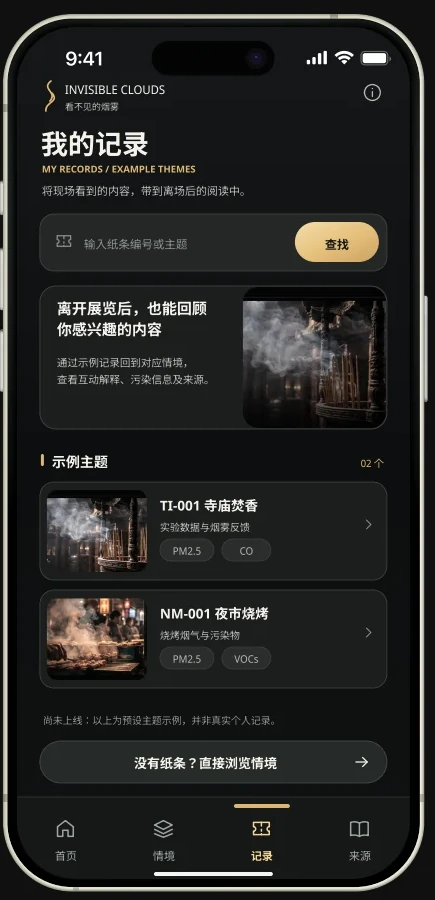 9:41
INVISIBLE CLOUDS
看不见的烟雾
我的记录
MY RECORDS / EXAMPLE THEMES
将现场看到的内容，带到离场后的阅读中。
输入纸条编号或主题
查找
离开展览后，也能回顾
你感兴趣的内容
通过示例记录回到对应情境，
查看互动解释、污染信息及来源。
示例主题
02 个
TI-001 寺庙焚香
实验数据与烟雾反馈
PM2.5
CO
NM-001 夜市烧烤
烧烤烟气与污染物
PM2.5
VOCs
尚未上线：以上为预设主题示例，并非真实个人记录。
没有纸条？直接浏览情境
首页
情境
记录
来源